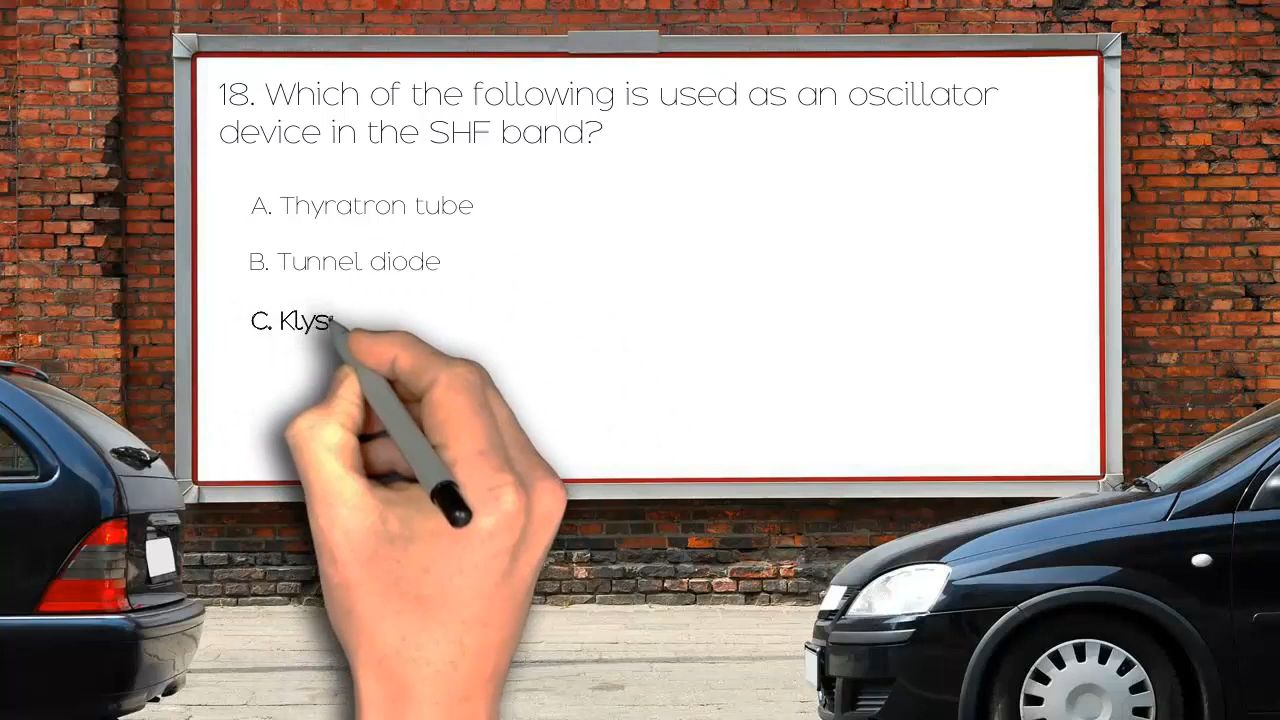 18. Which of the following is used as an oscillator
device in the SHF band?
A. Thyratron tube
B. Tunnel diode
C. Klys